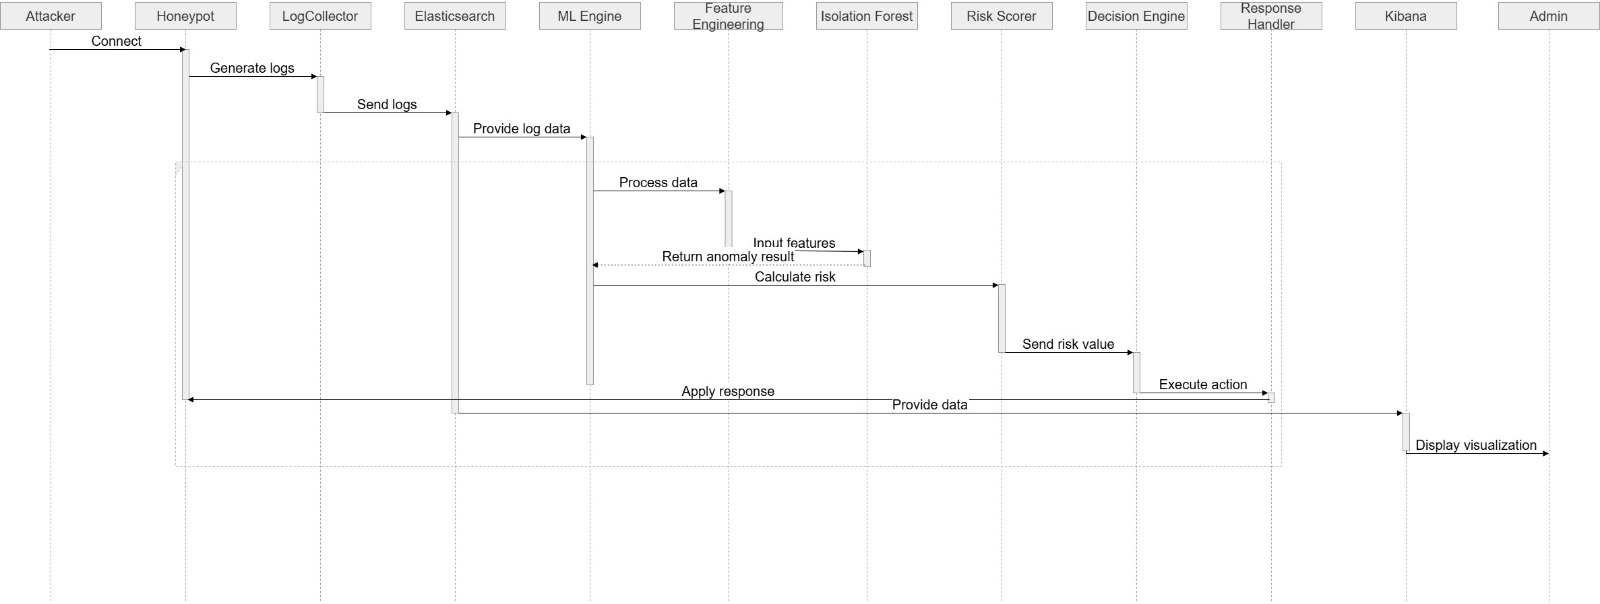 Attacker
Honeypot
LogCollector
Elasticsearch
ML Engine
Feature
Engineering
Isolation Forest
Risk Scorer
Decision Engine
Response
Handler
Kibana
Admin
Connect
Generate logs
Send logs
Provide log data
Process data
Input features
Return anomaly result
Calculate risk
Send risk value
Execute action
Apply response
Provide data
Display visualization